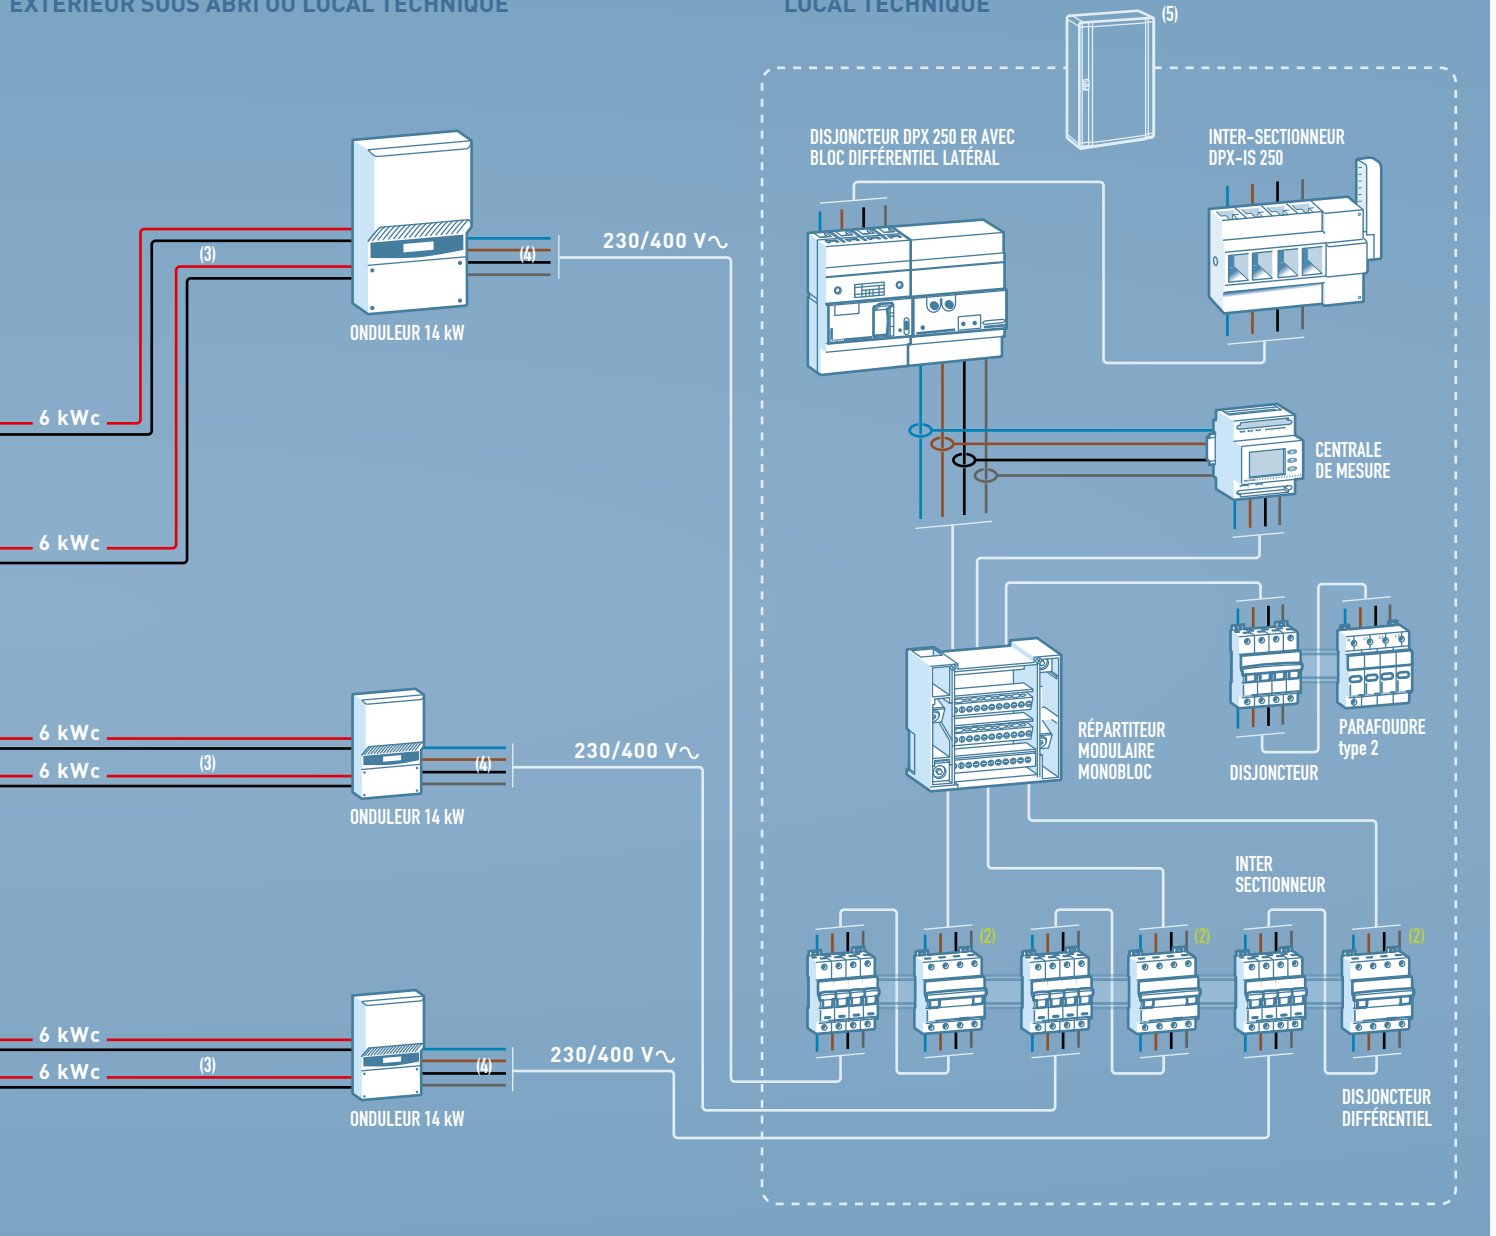 EXTÉRIEUR SOUS ABRI OU LOCAL TECHNIQUE
LOCAL TECHNIQUE
(5)
DISJONCTEUR DPX 250 ER AVEC
BLOC DIFFÉRENTIEL LATÉRAL
INTER-SECTIONNEUR
DPX-IS 250
(3)
(4)
230/400 V
ONDULEUR 14 kW
6 kWc
CENTRALE
DE MESURE
6 kWc
RÉPARTITEUR
MODULAIRE
MONOBLOC
PARAFOUDRE
type 2
DISJONCTEUR
6 kWc
6 kWc
(3)
(4)
230/400 V
ONDULEUR 14 kW
INTER
SECTIONNEUR
(2)
(2)
(2)
6 kWc
6 kWc
(3)
(4)
230/400 V
ONDULEUR 14 kW
DISJONCTEUR
DIFFÉRENTIEL